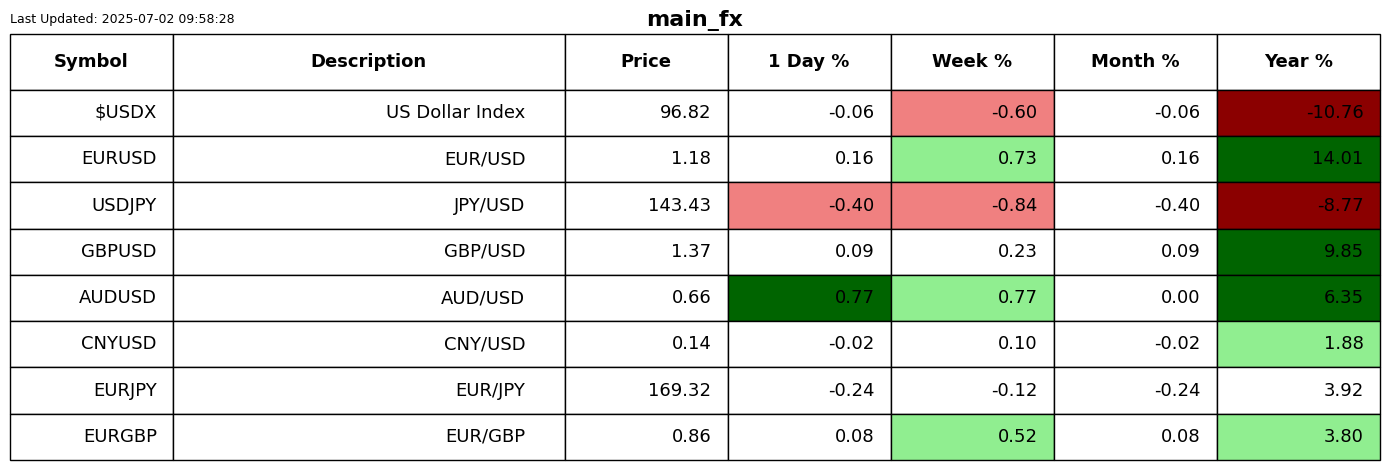 Last Updated: 2025-07-02 09:58:28
main_fx
Symbol Description Price 1 Day % Week % Month % Year %
$USDX US Dollar Index 96.82 -0.06 -0.60 -0.06 -10.76
EURUSD EUR/USD 1.18 0.16 0.73 0.16 14.01
USDJPY JPY/USD 143.43 -0.40 -0.84 -0.40 -8.77
GBPUSD GBP/USD 1.37 0.09 0.23 0.09 9.85
AUDUSD AUD/USD 0.66 0.77 0.77 0.00 6.35
CNYUSD CNY/USD 0.14 -0.02 0.10 -0.02 1.88
EURJPY EUR/JPY 169.32 -0.24 -0.12 -0.24 3.92
EURGBP EUR/GBP 0.86 0.08 0.52 0.08 3.80